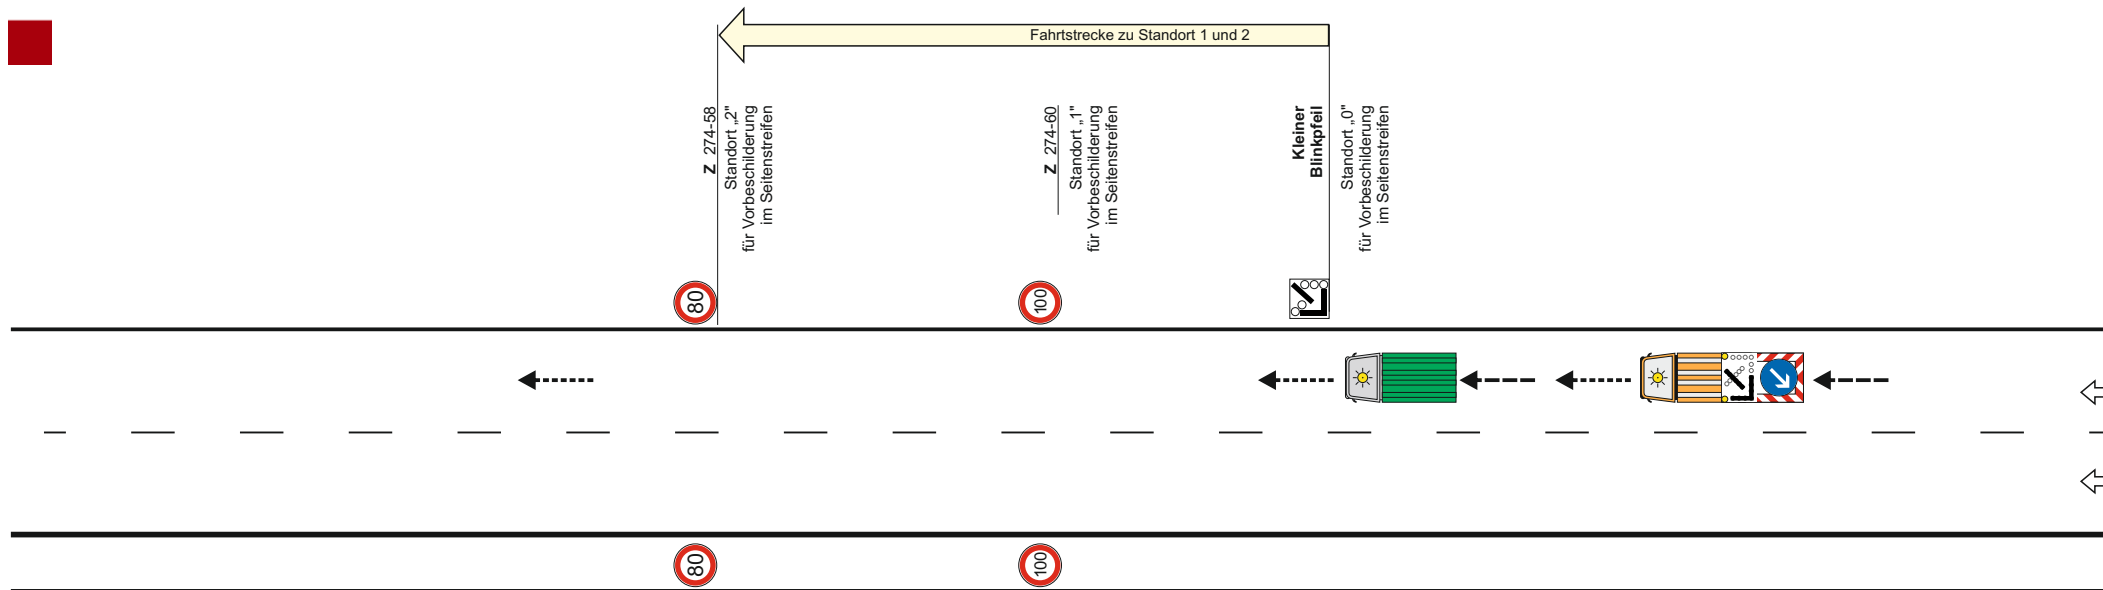 Fahrtstrecke zu Standort 1 und 2
Z 274-58
Standort „2"
für Vorbeschilderung
im Seitenstreifen
Z 274-60
Standort „1"
für Vorbeschilderung
im Seitenstreifen
Kleiner
Blinkpfeil
Standort „0"
für Vorbeschilderung
im Seitenstreifen
80
100
80
100